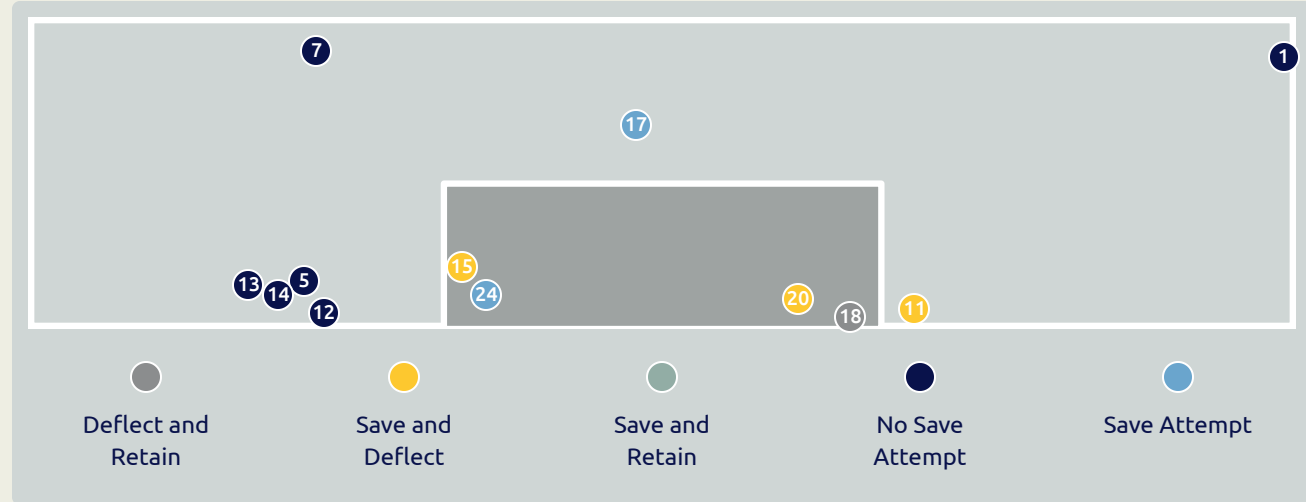 7
1
17
15
13
14
5
24
20
12
18
11
Deflect and
Retain
Save and
Deflect
Save and
Retain
No Save
Attempt
Save Attempt